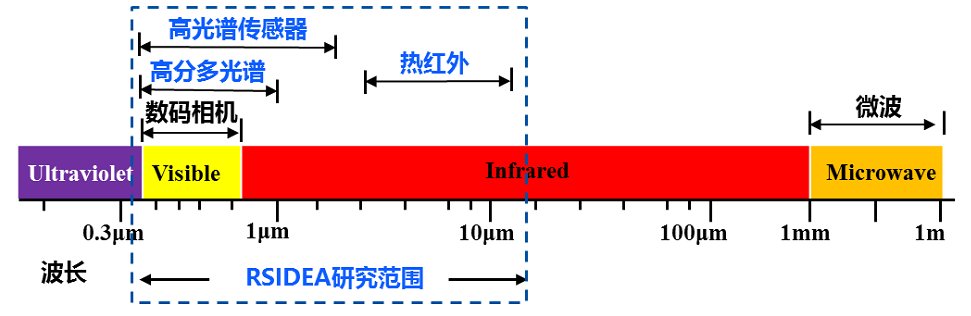 高光谱传感器
高分多光谱
热红外
数码相机
微波
Ultraviolet
Visible
Infrared
Microwave
0.3μm
1μm
10μm
100μm
1mm
1m
波长
RSIDEA研究范围